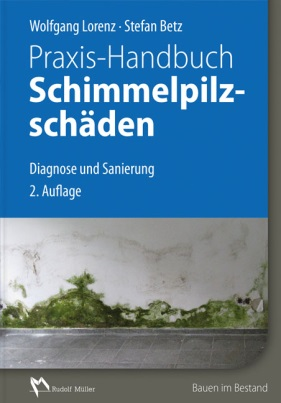 Wolfgang Lorenz · Stefan Betz
Praxis-Handbuch
Schimmelpilz-
schäden
Diagnose und Sanierung
2. Auflage
Rudolf Müller
Bauen im Bestand